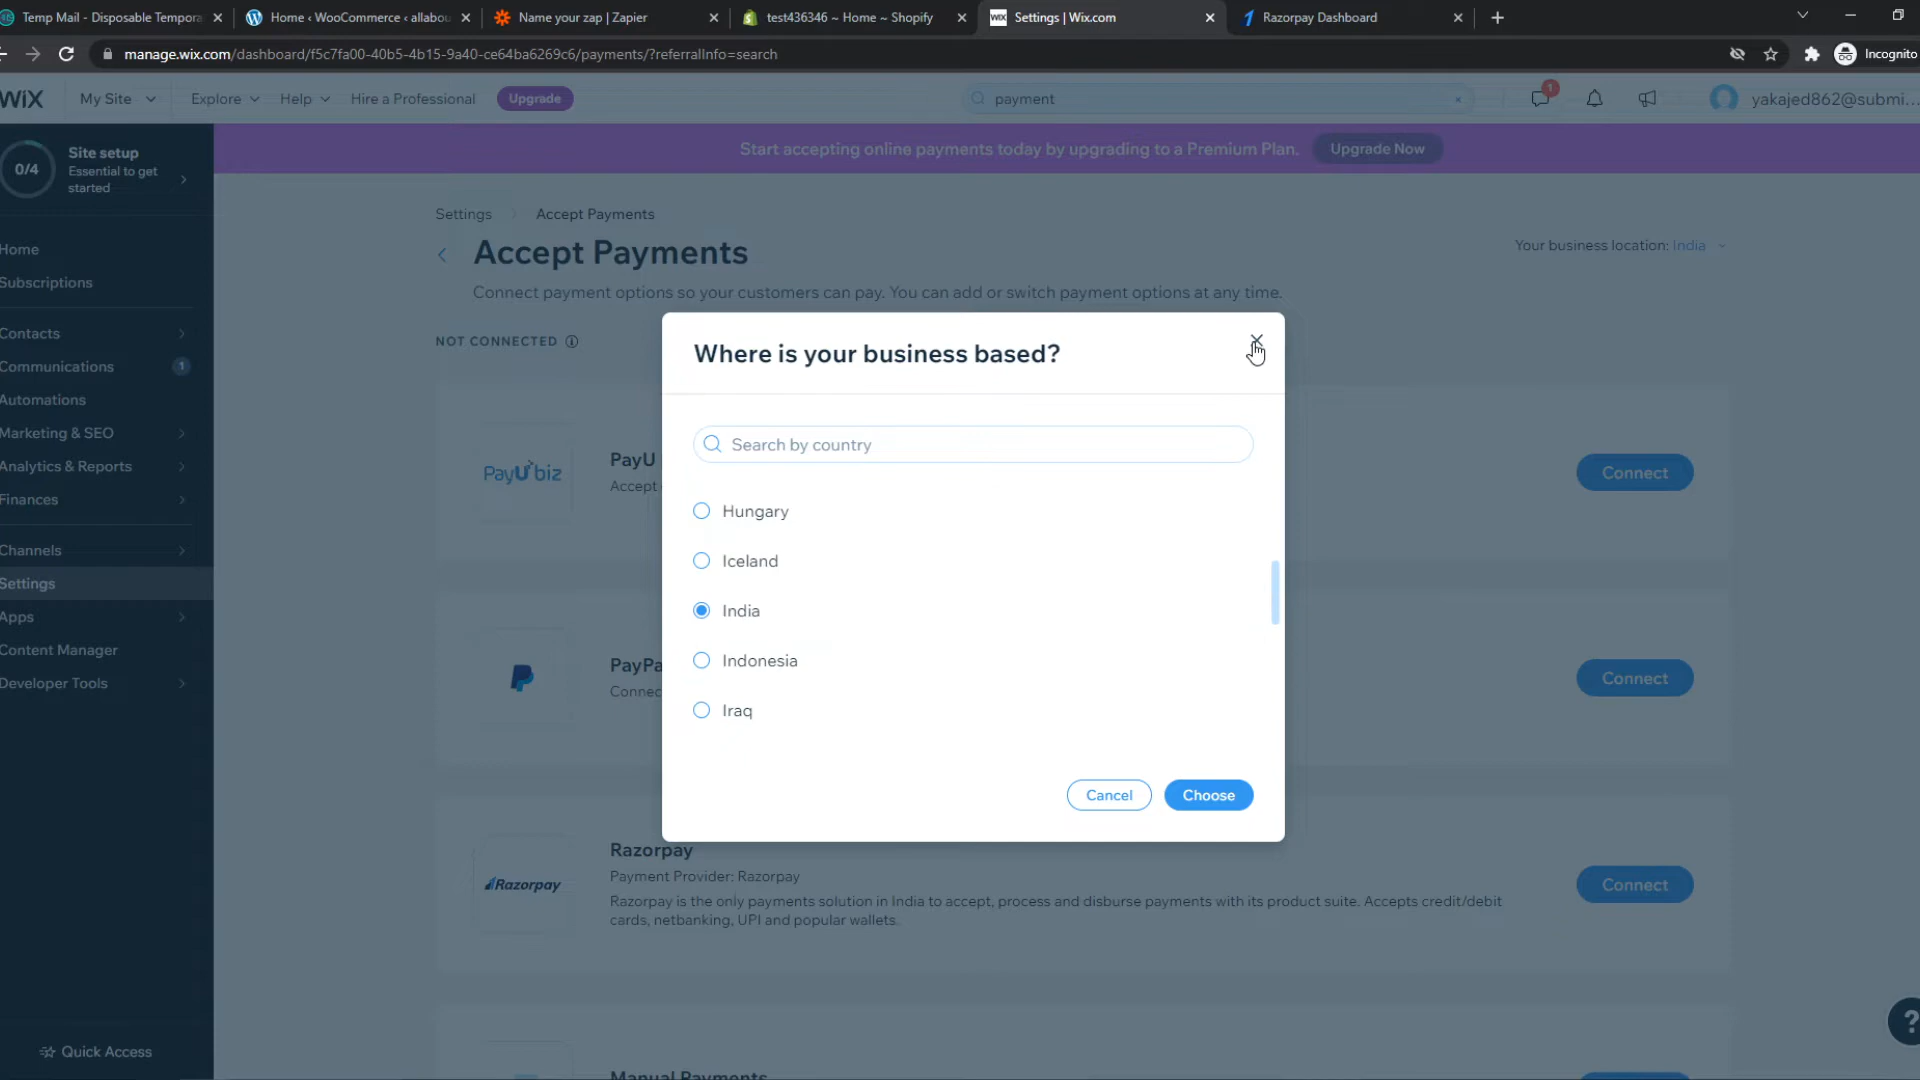 Temp Mail - Disposable Tempora
Home ‹ WooCommerce ‹ allabou
Name your zap | Zapier
test436346 ~ Home ~ Shopify
WIX Settings | Wix.com
Razorpay Dashboard
manage.wix.com/dashboard/f5c7fa00-40b5-4b15-9a40-ce64ba6269c6/payments/?referralInfo=search
Incognito
WIX My Site Explore Help Hire a Professional Upgrade payment 1 yakajed862@submi...
Start accepting online payments today by upgrading to a Premium Plan. Upgrade Now
0/4
Site setup
Essential to get
started
Home
Subscriptions
Contacts
Communications 1
Automations
Marketing & SEO
Analytics & Reports
Finances
Channels
Settings
Apps
Content Manager
Developer Tools
Quick Access
Settings Accept Payments
Accept Payments
Your business location: India
Connect payment options so your customers can pay. You can add or switch payment options at any time.
NOT CONNECTED
PayU biz
PayU
Accept
Connect
PayPa
Connec
Connect
Where is your business based?
Search by country
Hungary
Iceland
India
Indonesia
Iraq
Cancel Choose
Razorpay
Razorpay
Payment Provider: Razorpay
Razorpay is the only payments solution in India to accept, process and disburse payments with its product suite. Accepts credit/debit
cards, netbanking, UPI and popular wallets.
Connect
Manual Payments
?